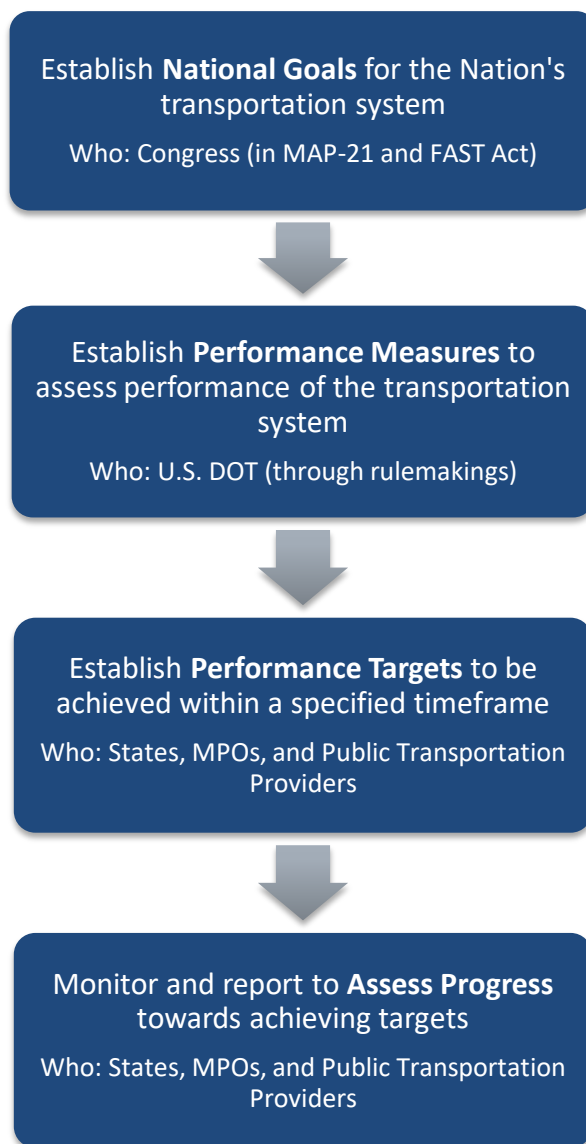 Establish National Goals for the Nation's
transportation system
Who: Congress (in MAP-21 and FAST Act)
Establish Performance Measures to
assess performance of the transportation
system
Who: U.S. DOT (through rulemakings)
Establish Performance Targets to be
achieved within a specified timeframe
Who: States, MPOs, and Public Transportation
Providers
Monitor and report to Assess Progress
towards achieving targets
Who: States, MPOs, and Public Transportation
Providers